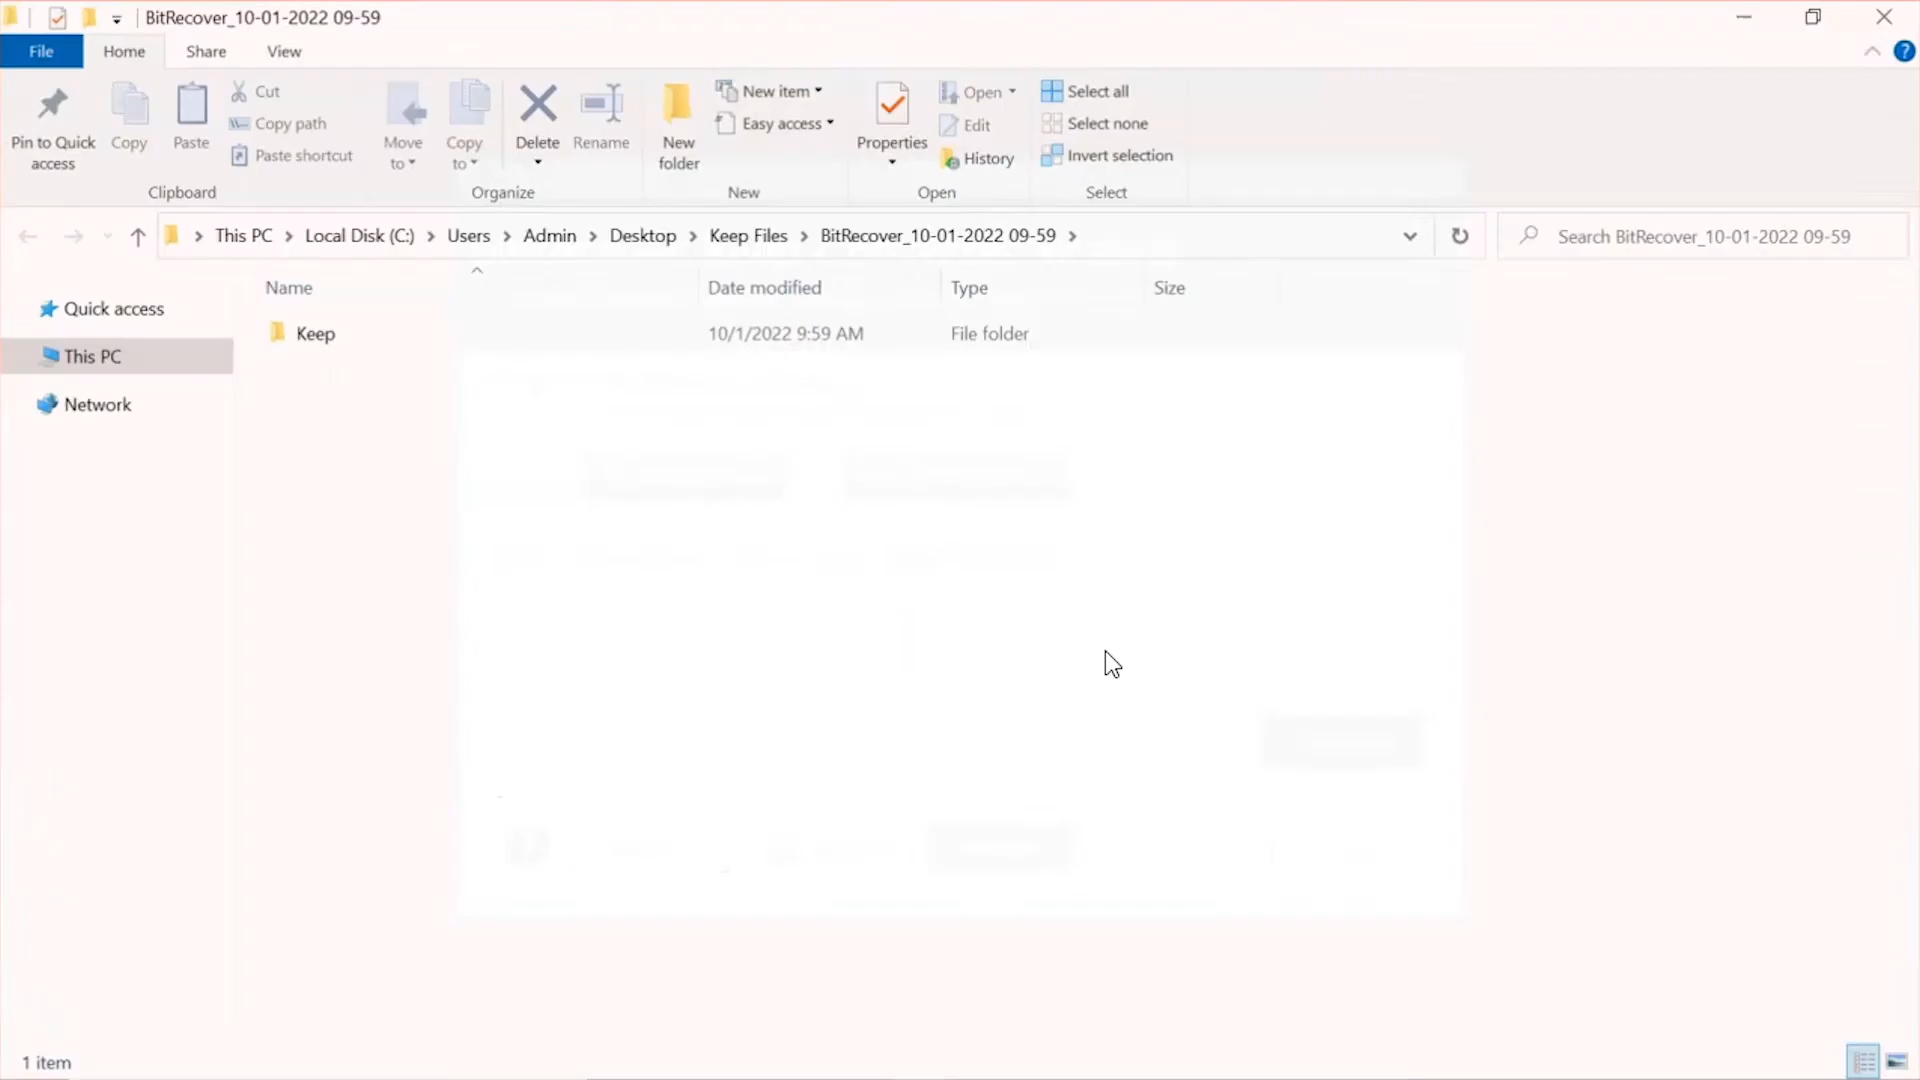 BitRecover_10-01-2022 09-59
File
Home
Share
View
?
Pin to Quick access
Copy
Paste
Cut
Copy path
Paste shortcut
Clipboard
Move to
Copy to
Delete
Rename
Organize
New folder
New item
Easy access
New
Properties
Open
Edit
History
Open
Select all
Select none
Invert selection
Select
This PC
Local Disk (C:)
Users
Admin
Desktop
Keep Files
BitRecover_10-01-2022 09-59
Search BitRecover_10-01-2022 09-59
Name
Date modified
Type
Size
Quick access
This PC
Network
Keep
10/1/2022 9:59 AM
File folder
1 item